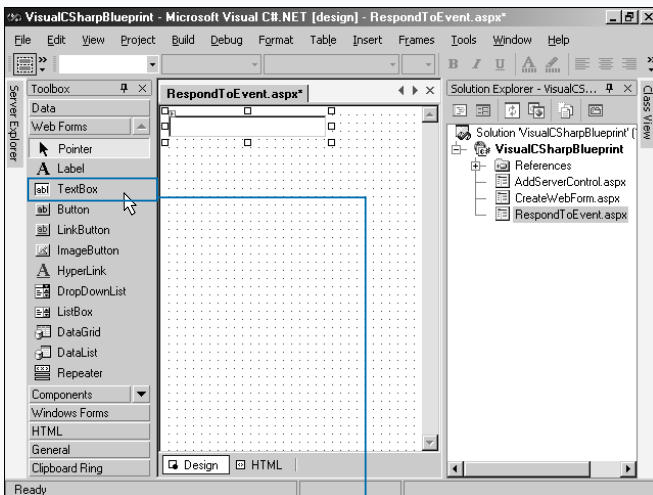 VisualCSharpBlueprint - Microsoft Visual C#.NET [design] - RespondToEvent.aspx*
File Edit View Project Build Debug Format Table Insert Frames Tools Window Help
B I U A
Server Explorer
Toolbox
Data
Web Forms
Pointer
A Label
abl TextBox
ab Button
ab LinkButton
ImageButton
A HyperLink
DropDownList
ListBox
DataGrid
DataList
Repeater
Components
Windows Forms
HTML
General
Clipboard Ring
RespondToEvent.aspx*
Design HTML
Solution Explorer - VisualCS...
Solution 'VisualCSharpBlueprint' (
VisualCSharpBlueprint
References
AddServerControl.aspx
CreateWebForm.aspx
RespondToEvent.aspx
Class View
Ready